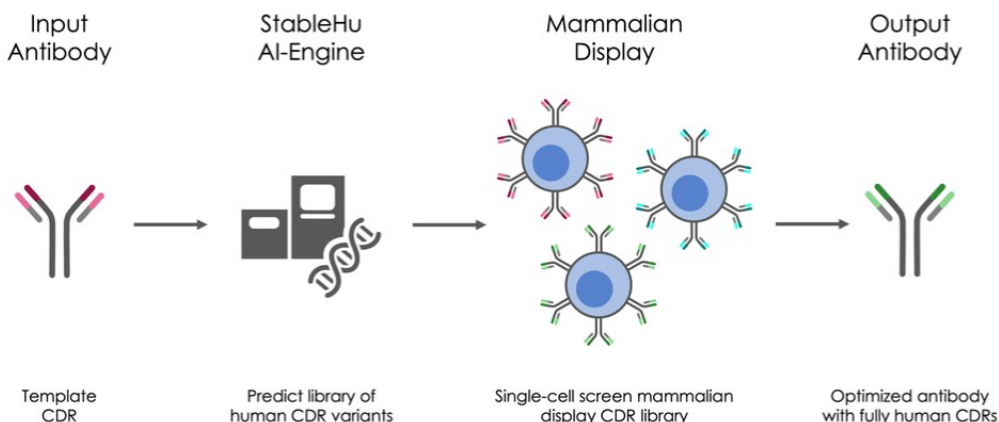 Input
Antibody
StableHu
AI-Engine
Mammalian
Display
Output
Antibody
Template
CDR
Predict library of
human CDR variants
Single-cell screen mammalian
display CDR library
Optimized antibody
with fully human CDRs